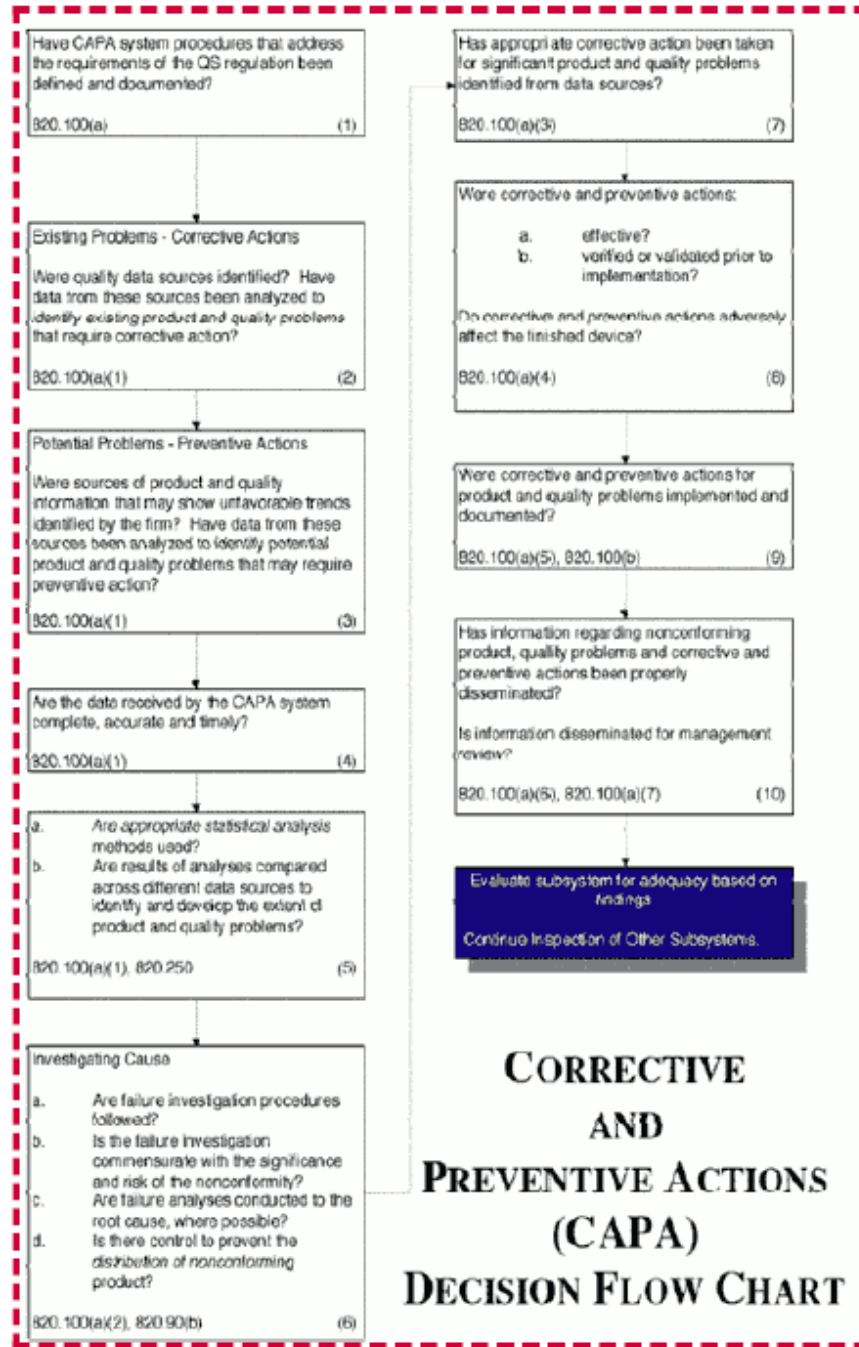 Have CAPA system procedures that address
the requirements of the QS regulation been
defined and documented?
820.100(a) (1)
Existing Problems - Corrective Actions
Were quality data sources identified? Have
data from these sources been analyzed to
identify existing product and quality problems
that require corrective action?
820.100(a)(1) (2)
Potential Problems - Preventive Actions
Were sources of product and quality
information that may show unfavorable trends
identified by the firm? Have data from these
sources been analyzed to identify potential
product and quality problems that may require
preventive action?
820.100(a)(1) (3)
Are the data received by the CAPA system
complete, accurate and timely?
820.100(a)(1) (4)
a. Are appropriate statistical analysis
methods used?
b. Are results of analyses compared
across different data sources to
identify and develop the extent of
product and quality problems?
820.100(a)(1), 820.250 (5)
Investigating Cause
a. Are failure investigation procedures
followed?
b. Is the failure investigation
commensurate with the significance
and risk of the nonconformity?
c. Are failure analyses conducted to the
root cause, where possible?
d. Is there control to prevent the
distribution of nonconforming
product?
820.100(a)(2), 820.90(b) (6)
Has appropriate corrective action been taken
for significant product and quality problems
identified from data sources?
820.100(a)(3) (7)
Were corrective and preventive actions:
a. effective?
b. verified or validated prior to
implementation?
Do corrective and preventive actions adversely
affect the finished device?
820.100(a)(4) (8)
Were corrective and preventive actions for
product and quality problems implemented and
documented?
820.100(a)(5), 820.100(b) (9)
Has information regarding nonconforming
product, quality problems and corrective and
preventive actions been properly
disseminated?
Is information disseminated for management
review?
820.100(a)(6), 820.100(a)(7) (10)
Evaluate subsystem for adequacy based on
findings
Continue Inspection of Other Subsystems.
CORRECTIVE
AND
PREVENTIVE ACTIONS
(CAPA)
DECISION FLOW CHART